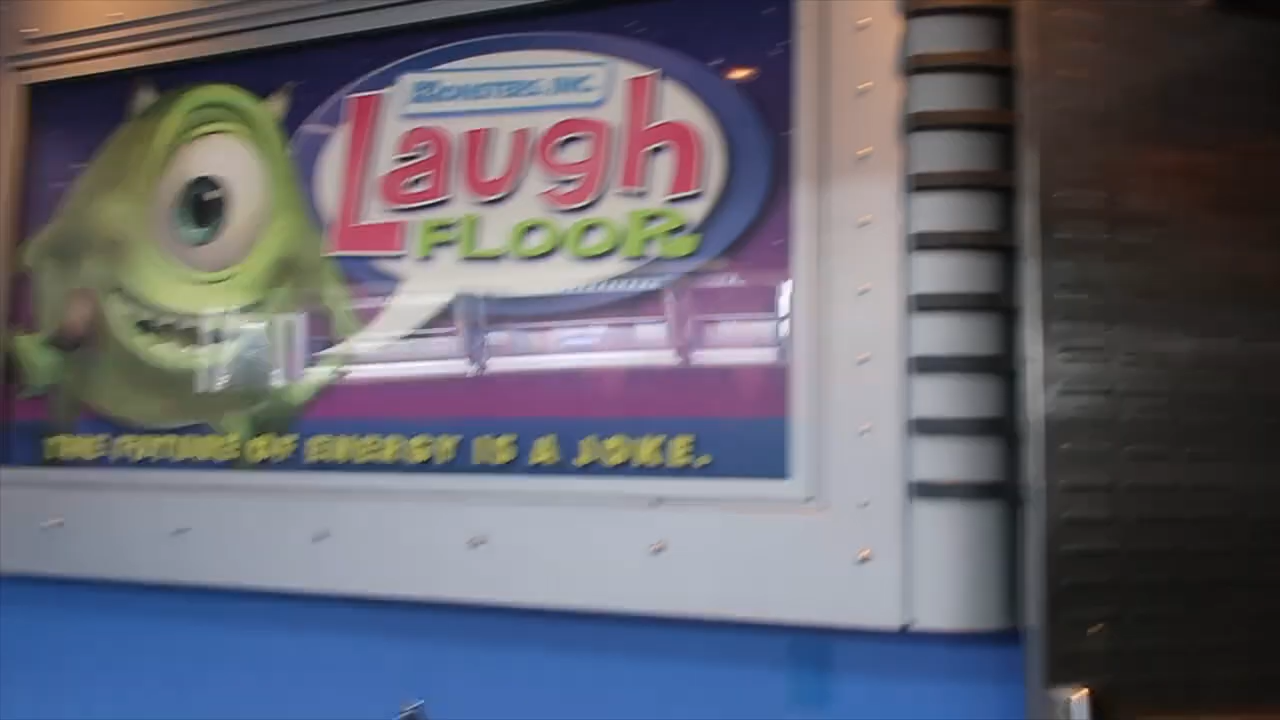 MONSTERS, INC.
Laugh
FLOOR
THE FUTURE OF ENERGY IS A JOKE.